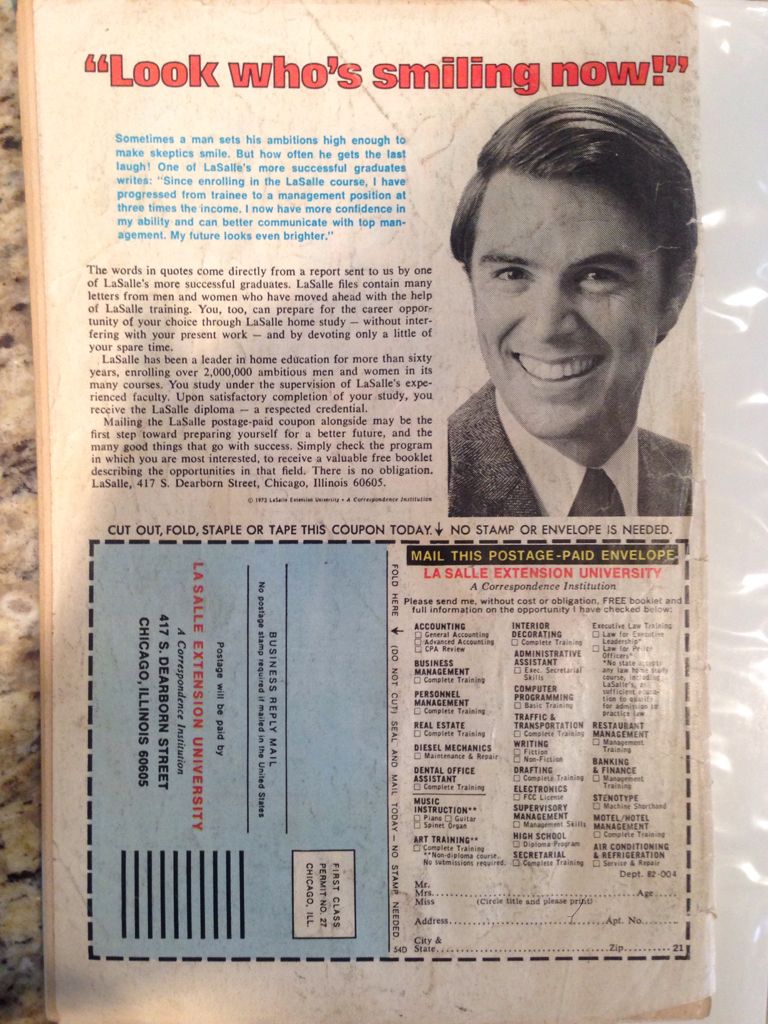 “Look who's smiling now!”
Sometimes a man sets his ambitions high enough to
make skeptics smile. But how often he gets the last
laugh! One of LaSalle's more successful graduates
writes: "Since enrolling in the LaSalle course, I have
progressed from trainee to a management position at
three times the income. I now have more confidence in
my ability and can better communicate with top man-
agement. My future looks even brighter."
The words in quotes come directly from a report sent to us by one
of LaSalle's more successful graduates. LaSalle files contain many
letters from men and women who have moved ahead with the help
of LaSalle training. You, too, can prepare for the career oppor-
tunity of your choice through LaSalle home study — without inter-
fering with your present work — and by devoting only a little of
your spare time.
LaSalle has been a leader in home education for more than sixty
years, enrolling over 2,000,000 ambitious men and women in its
many courses. You study under the supervision of LaSalle's expe-
rienced faculty. Upon satisfactory completion of your study, you
receive the LaSalle diploma — a respected credential.
Mailing the LaSalle postage-paid coupon alongside may be the
first step toward preparing yourself for a better future, and the
many good things that go with success. Simply check the program
in which you are most interested, to receive a valuable free booklet
describing the opportunities in that field. There is no obligation.
LaSalle, 417 S. Dearborn Street, Chicago, Illinois 60605.
© 1972 LaSalle Extension University • A Correspondence Institution
CUT OUT, FOLD, STAPLE OR TAPE THIS COUPON TODAY. ↓ NO STAMP OR ENVELOPE IS NEEDED.
BUSINESS REPLY MAIL
No postage stamp required if mailed in the United States
Postage will be paid by
LA SALLE EXTENSION UNIVERSITY
A Correspondence Institution
417 S. DEARBORN STREET
CHICAGO, ILLINOIS 60605
FIRST CLASS
PERMIT NO. 27
CHICAGO, ILL.
FOLD HERE ↓ (DO NOT CUT) SEAL AND MAIL TODAY — NO STAMP NEEDED
54D
MAIL THIS POSTAGE-PAID ENVELOPE
LA SALLE EXTENSION UNIVERSITY
A Correspondence Institution
Please send me, without cost or obligation, FREE booklet and
full information on the opportunity I have checked below:
ACCOUNTING
☐ General Accounting
☐ Advanced Accounting
☐ CPA Review
BUSINESS
MANAGEMENT
☐ Complete Training
PERSONNEL
MANAGEMENT
☐ Complete Training
REAL ESTATE
☐ Complete Training
DIESEL MECHANICS
☐ Maintenance & Repair
DENTAL OFFICE
ASSISTANT
☐ Complete Training
MUSIC
INSTRUCTION**
☐ Piano ☐ Guitar
☐ Spinet Organ
ART TRAINING**
☐ Complete Training
**Non-diploma course.
No submissions required.
INTERIOR
DECORATING
☐ Complete Training
ADMINISTRATIVE
ASSISTANT
☐ Exec. Secretarial
Skills
COMPUTER
PROGRAMMING
☐ Basic Training
TRAFFIC &
TRANSPORTATION
☐ Complete Training
WRITING
☐ Fiction
☐ Non-Fiction
DRAFTING
☐ Complete Training
ELECTRONICS
☐ FCC License
SUPERVISORY
MANAGEMENT
☐ Management Skills
HIGH SCHOOL
☐ Diploma Program
SECRETARIAL
☐ Complete Training
Executive Law Training
☐ Law for Executive
Leadership*
☐ Law for Police
Officers*
*No state accepts
any law home study
course, including
LaSalle's, as
sufficient education
to qualify
for admission to
practice law
RESTAURANT
MANAGEMENT
☐ Management
Training
BANKING
& FINANCE
☐ Management
Training
STENOTYPE
☐ Machine Shorthand
MOTEL/HOTEL
MANAGEMENT
☐ Complete Training
AIR CONDITIONING
& REFRIGERATION
☐ Service & Repair
Dept. 82-004
Mr.
Mrs. Age
Miss (Circle title and please print)
Address Apt. No.
City &
State Zip 21